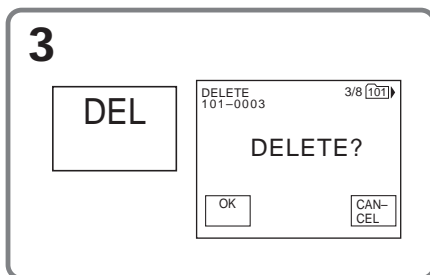 3
DEL
DELETE 3/8 101
101–0003
DELETE?
OK
CAN–
CEL